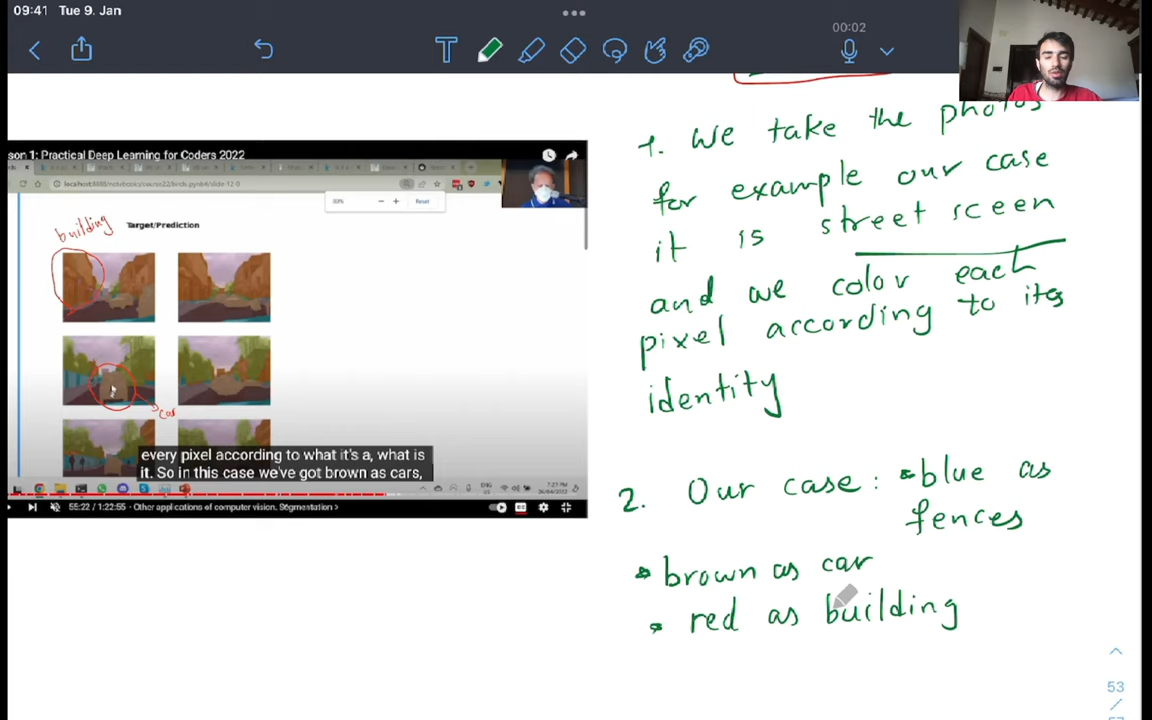 09:41 Tue 9. Jan
00:02
son 1: Practical Deep Learning for Coders 2022
80%
Reset
building
Target/Prediction
car
every pixel according to what it's a, what is
it. So in this case we've got brown as cars,
55:22 / 1:22:55 • Other applications of computer vision. Segmentation >
1. We take the photos
for example our case
it is street sceen
and we color each
pixel according to its
identity
2. Our case: • blue as
fences
• brown as car
• red as building
53